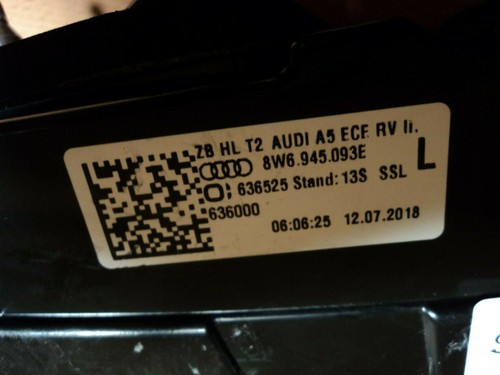 ZB HL T2 AUDI A5 ECE RV li.
8W6.945.093E
L
636525 Stand: 13S SSL
636000
06:06:25 12.07.2018